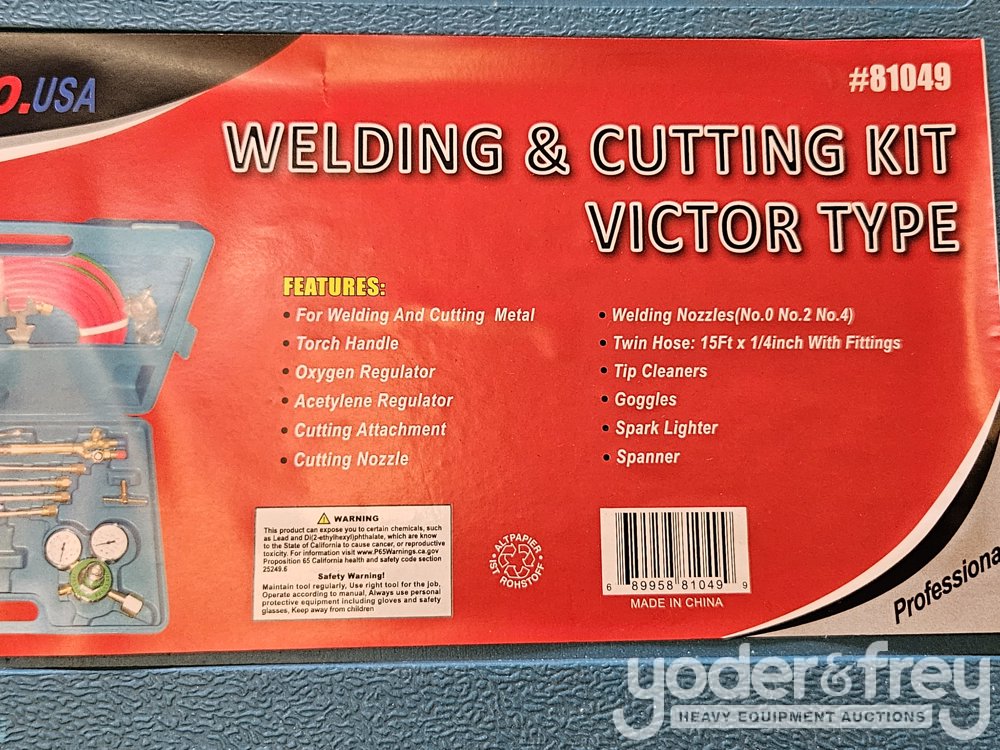 O.USA
#81049
WELDING & CUTTING KIT
VICTOR TYPE
FEATURES:
• For Welding And Cutting Metal
• Torch Handle
• Oxygen Regulator
• Acetylene Regulator
• Cutting Attachment
• Cutting Nozzle
• Welding Nozzles(No.0 No.2 No.4)
• Twin Hose: 15Ft x 1/4inch With Fittings
• Tip Cleaners
• Goggles
• Spark Lighter
• Spanner
WARNING
This product can expose you to certain chemicals, such
as Lead and Di(2-ethylhexyl)phthalate, which are know
to the State of California to cause cancer, or reproductive
toxicity. For information visit www.P65Warnings.ca.gov
Proposition 65 California health and safety code section
25249.6
Safety Warning!
Maintain tool regularly, Use right tool for the job,
Operate according to manual, Always use personal
protective equipment including gloves and safety
glasses, Keep away from children
ALTPAPIER
IST ROHSTOFF
6 89958 81049 9
MADE IN CHINA
Professiona
yoder&frey
HEAVY EQUIPMENT AUCTIONS